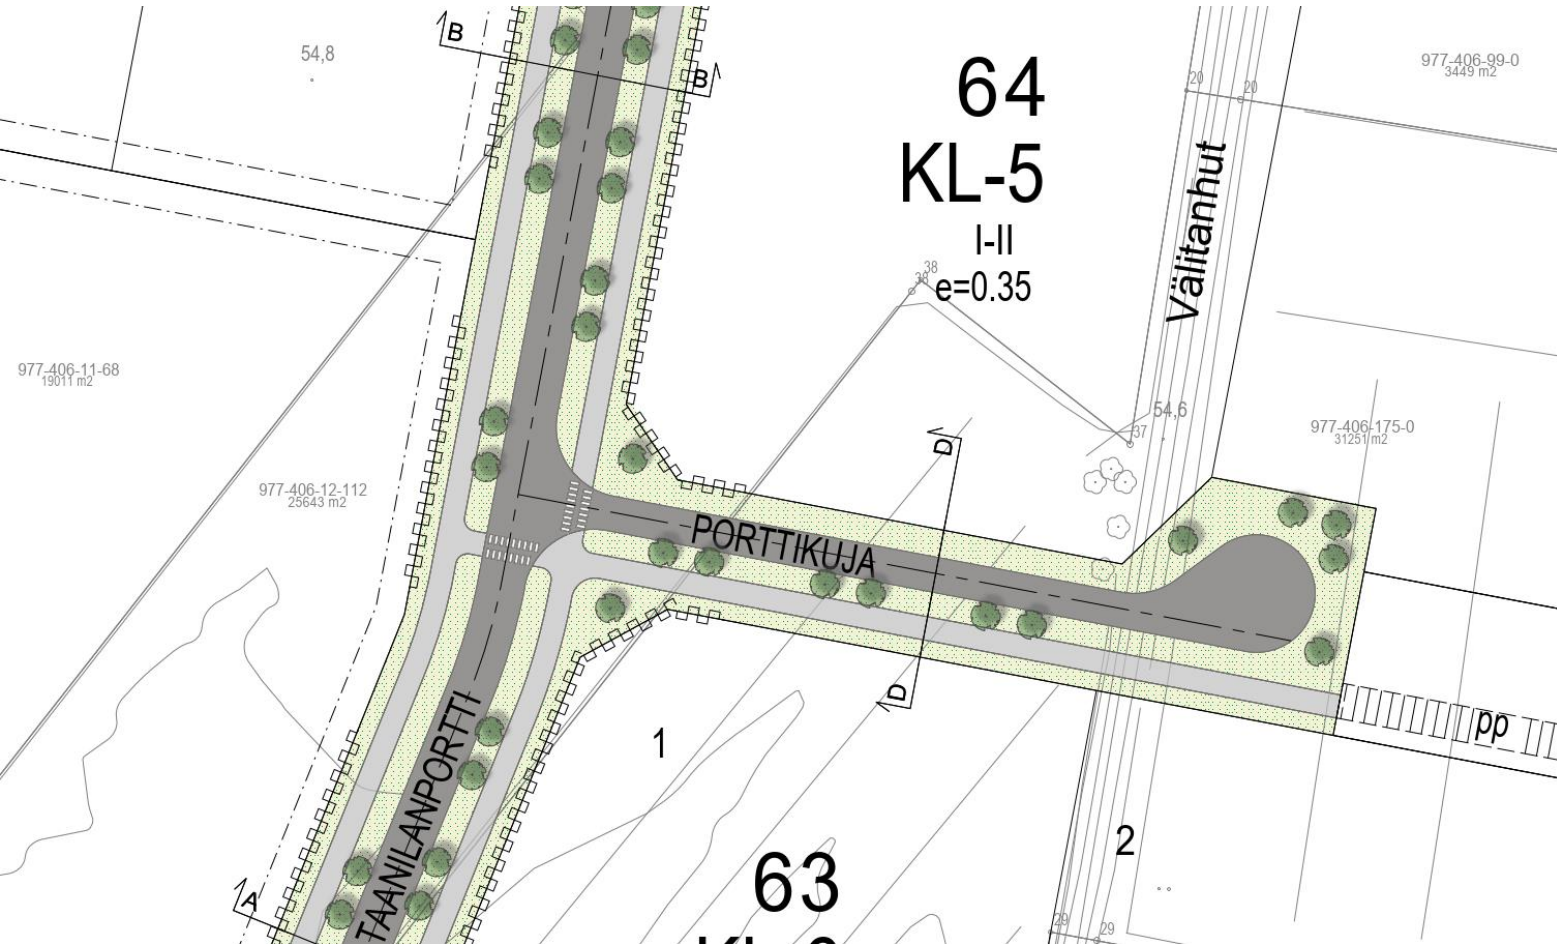 B
54,8
B
64
KL-5
I-II
e=0.35
20
20
977-406-99-0
3449 m2
Välitanhut
38
38
977-406-11-68
19011 m2
54,6
37
977-406-175-0
31251 m2
D
977-406-12-112
25643 m2
PORTTIKUJA
D
pp
1
TAANILANPORTTI
2
63
A
29
29